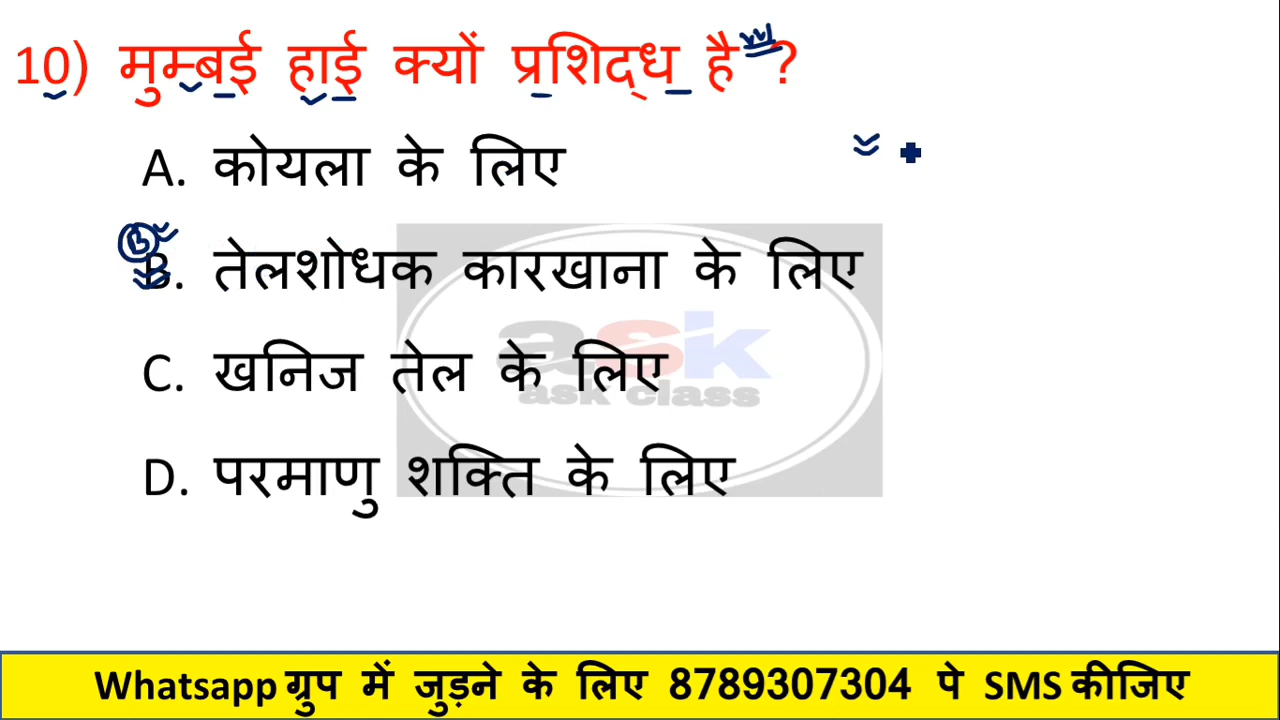 10) मुम्बई हाई क्यों प्रशिद्ध है ?
A. कोयला के लिए
B. तेलशोधक कारखाना के लिए
C. खनिज तेल के लिए
ask
ask class
D. परमाणु शक्ति के लिए
Whatsapp ग्रुप में जुड़ने के लिए 8789307304 पे SMS कीजिए